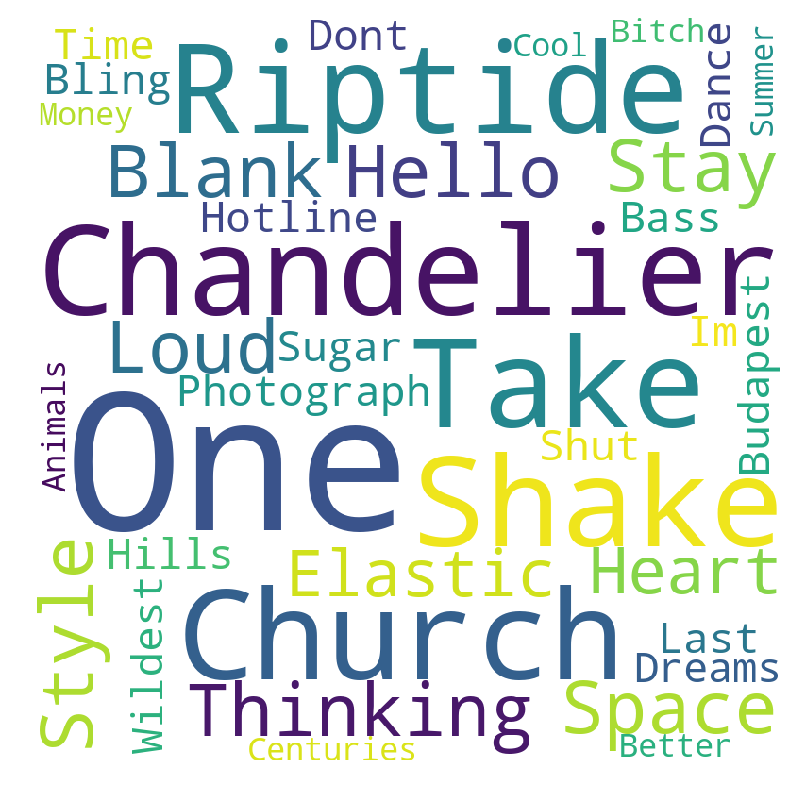 Time
Dont
Cool
Bitch
Riptide
Dance
Summer
Bling
Money
Blank
Hello
Stay
Hotline
Bass
Chandelier
Im
Budapest
Loud
Sugar
Take
Photograph
Animals
One
Shut
Shake
Style
Hills
Elastic
Heart
Wildest
Church
Last
Dreams
Thinking
Space
Centuries
Better